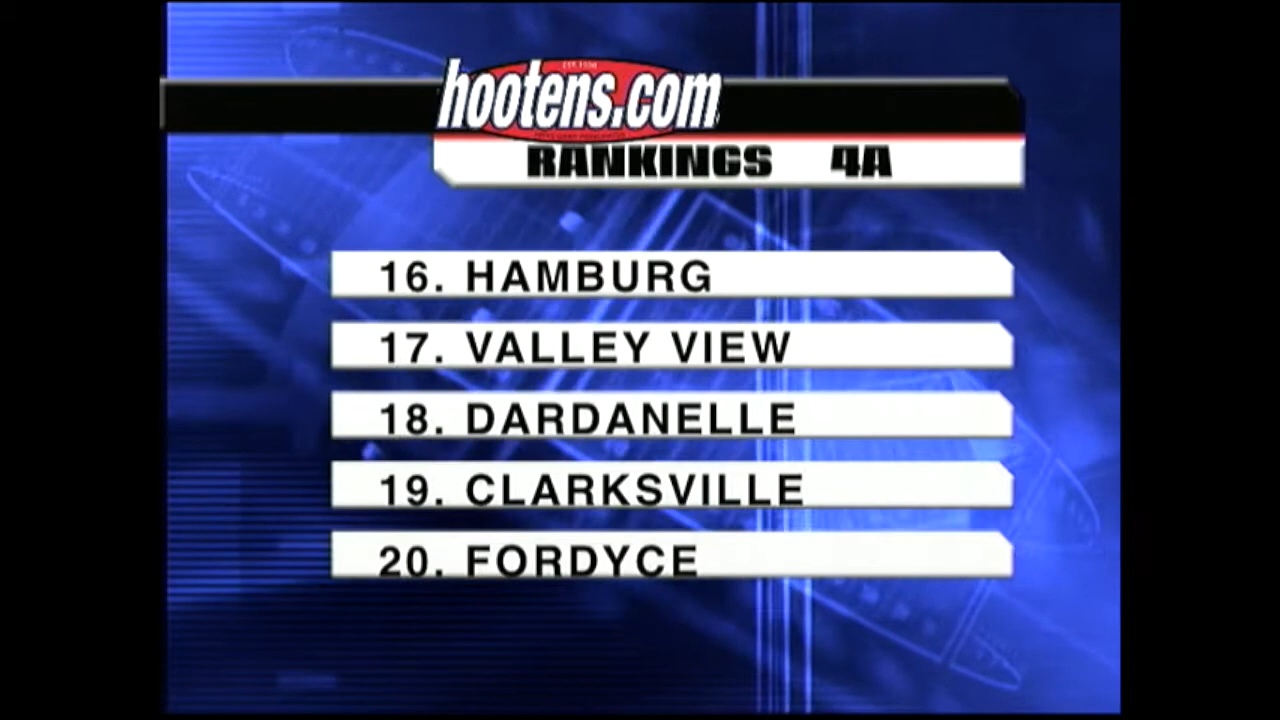 hootens.com
RANKINGS 4A
16. HAMBURG
17. VALLEY VIEW
18. DARDANELLE
19. CLARKSVILLE
20. FORDYCE